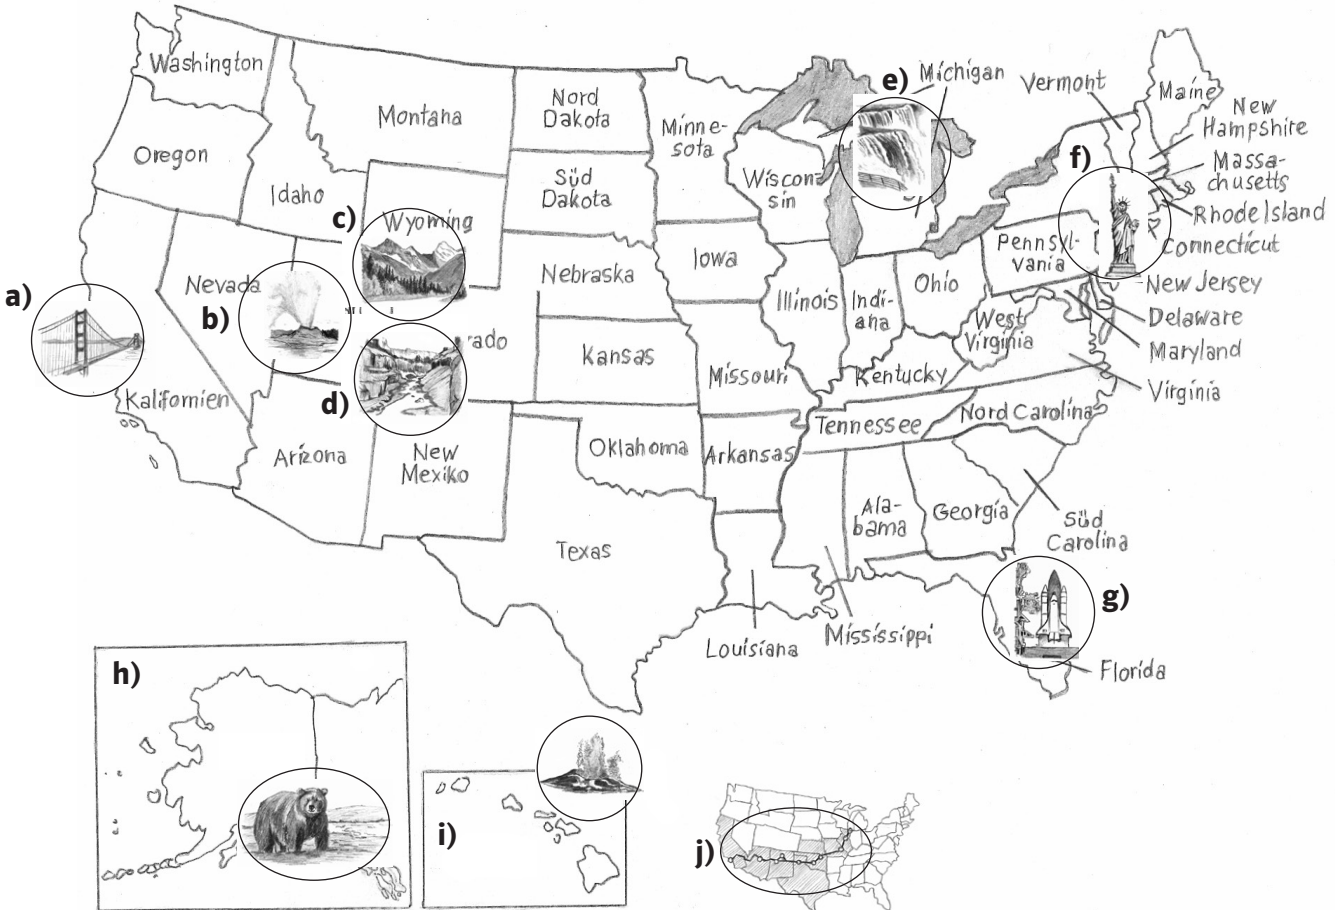 Washington
Montana
Nord
Dakota
Minne-
sota
Michigan
e)
Vermont
Maine
New
Hampshire
Oregon
Idaho
Süd
Dakota
Wiscon-
sin
f)
Massa-
chusetts
c)
Wyoming
Rhode Island
Connecticut
Pennsyl-
vania
Iowa
Nebraska
Nevada
a)
b)
Illinois
Indi-
ana
Ohio
New Jersey
Delaware
West
Virginia
Maryland
rado
Kansas
Missouri
Kentucky
Virginia
d)
Kalifornien
Nord Carolina
Tennessee
Arizona
New
Mexiko
Oklahoma
Arkansas
Ala-
bama
Georgia
Süd
Carolina
Texas
g)
Louisiana
Mississippi
Florida
h)
i)
j)